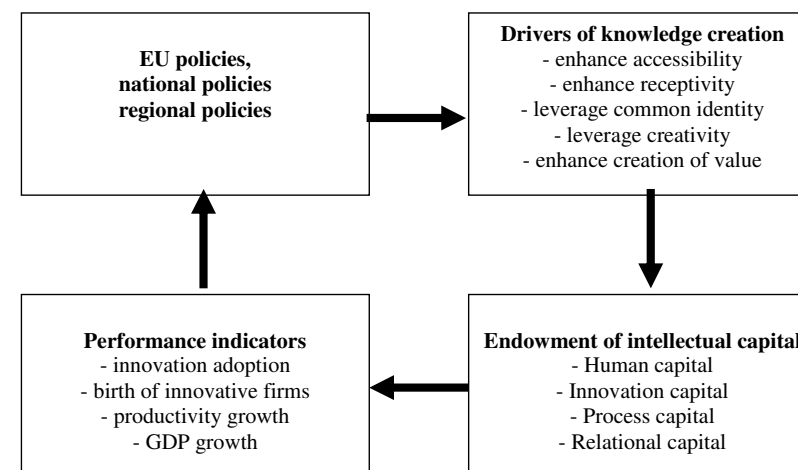 EU policies,
national policies
regional policies
Drivers of knowledge creation
- enhance accessibility
- enhance receptivity
- leverage common identity
- leverage creativity
- enhance creation of value
Performance indicators
- innovation adoption
- birth of innovative firms
- productivity growth
- GDP growth
Endowment of intellectual capital
- Human capital
- Innovation capital
- Process capital
- Relational capital